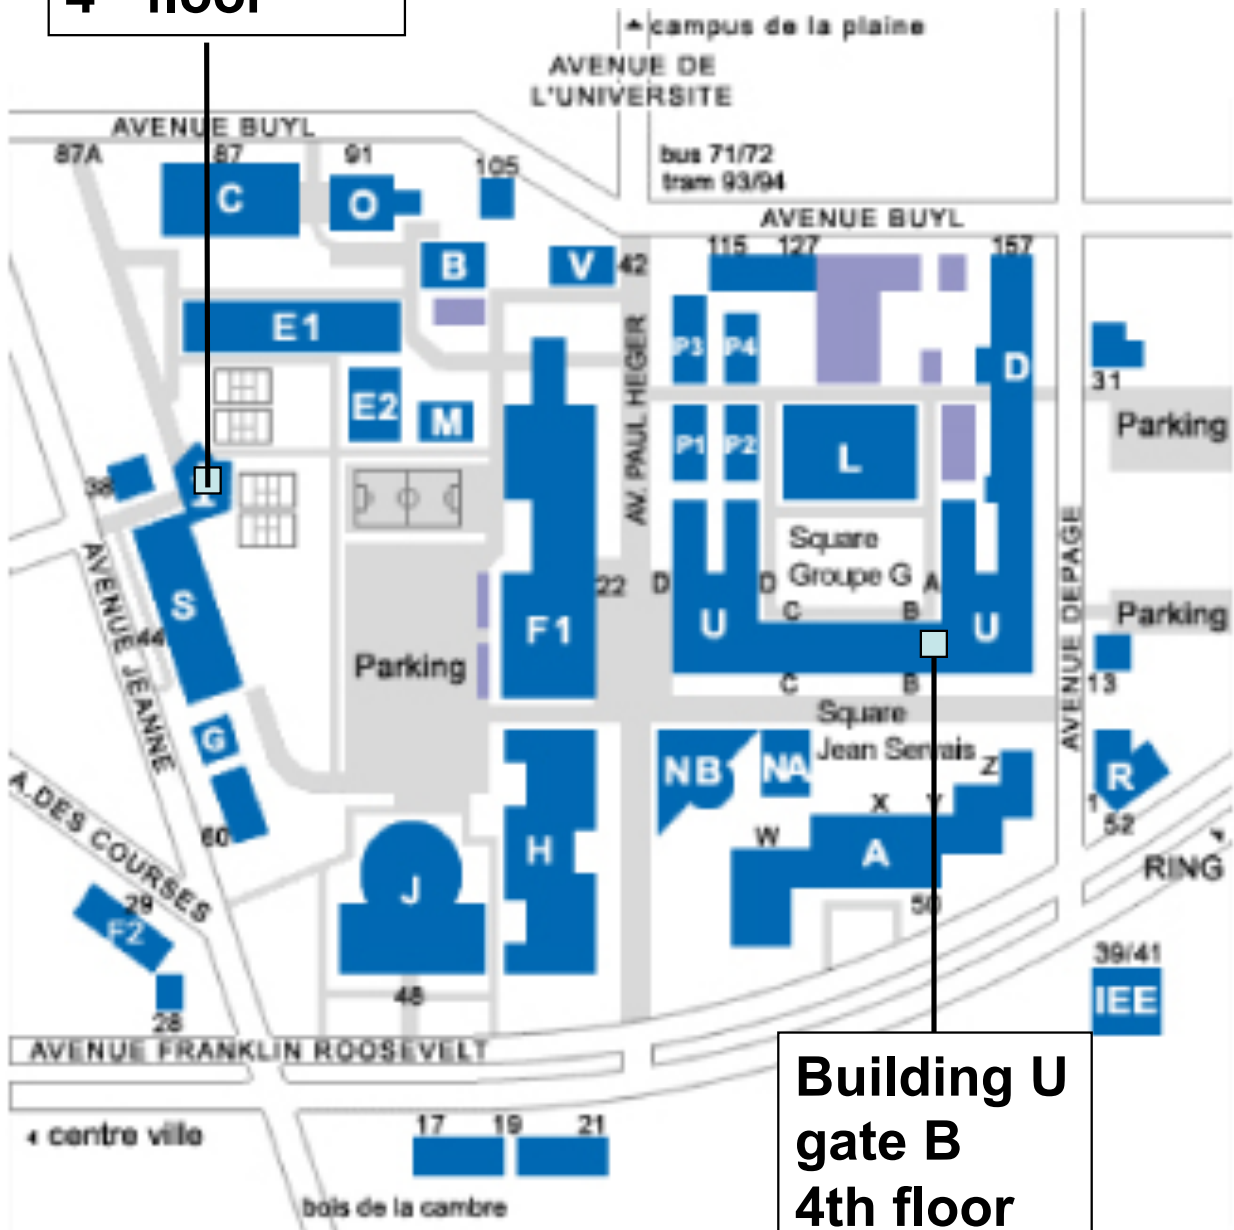 4th floor
campus de la plaine
AVENUE DE
L'UNIVERSITE
AVENUE BUYL
87A
87
91
105
bus 71/72
tram 93/94
C
O
AVENUE BUYL
115
127
157
B
V
42
E1
P3
P4
D
31
AV. PAUL HEGER
E2
M
P1
P2
L
Parking
38
Square
Groupe G
AVENUE JEANNE
S
44
22
D
D
A
C
B
U
U
F1
Parking
Parking
AVENUE DEPAGE
13
C
B
Square
Jean Servais
G
NB
NA
Z
R
1
52
X
Y
W
A
A.DES COURSES
60
H
J
RING
29
F2
50
39/41
IEE
28
48
AVENUE FRANKLIN ROOSEVELT
Building U
gate B
4th floor
centre ville
17
19
21
bois de la cambre